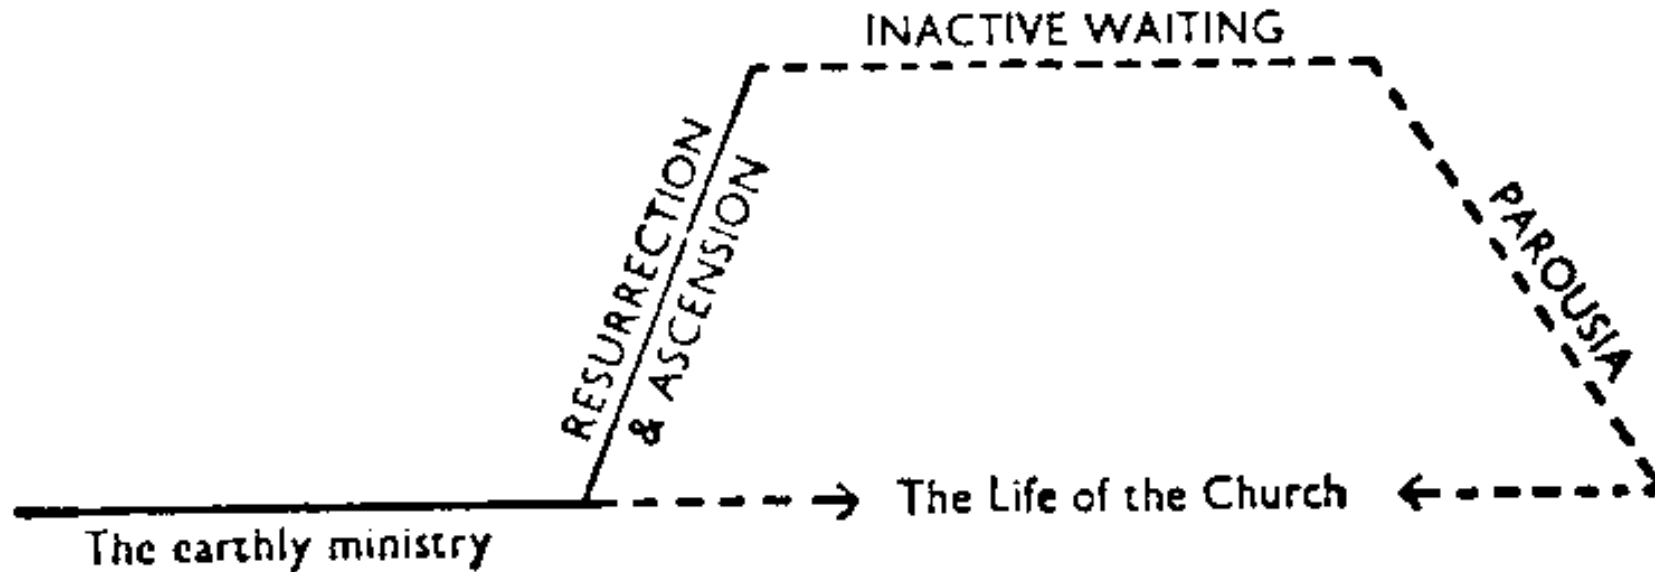 INACTIVE WAITING
RESURRECTION
& ASCENSION
PAROUSIA
The Life of the Church
The earthly ministry